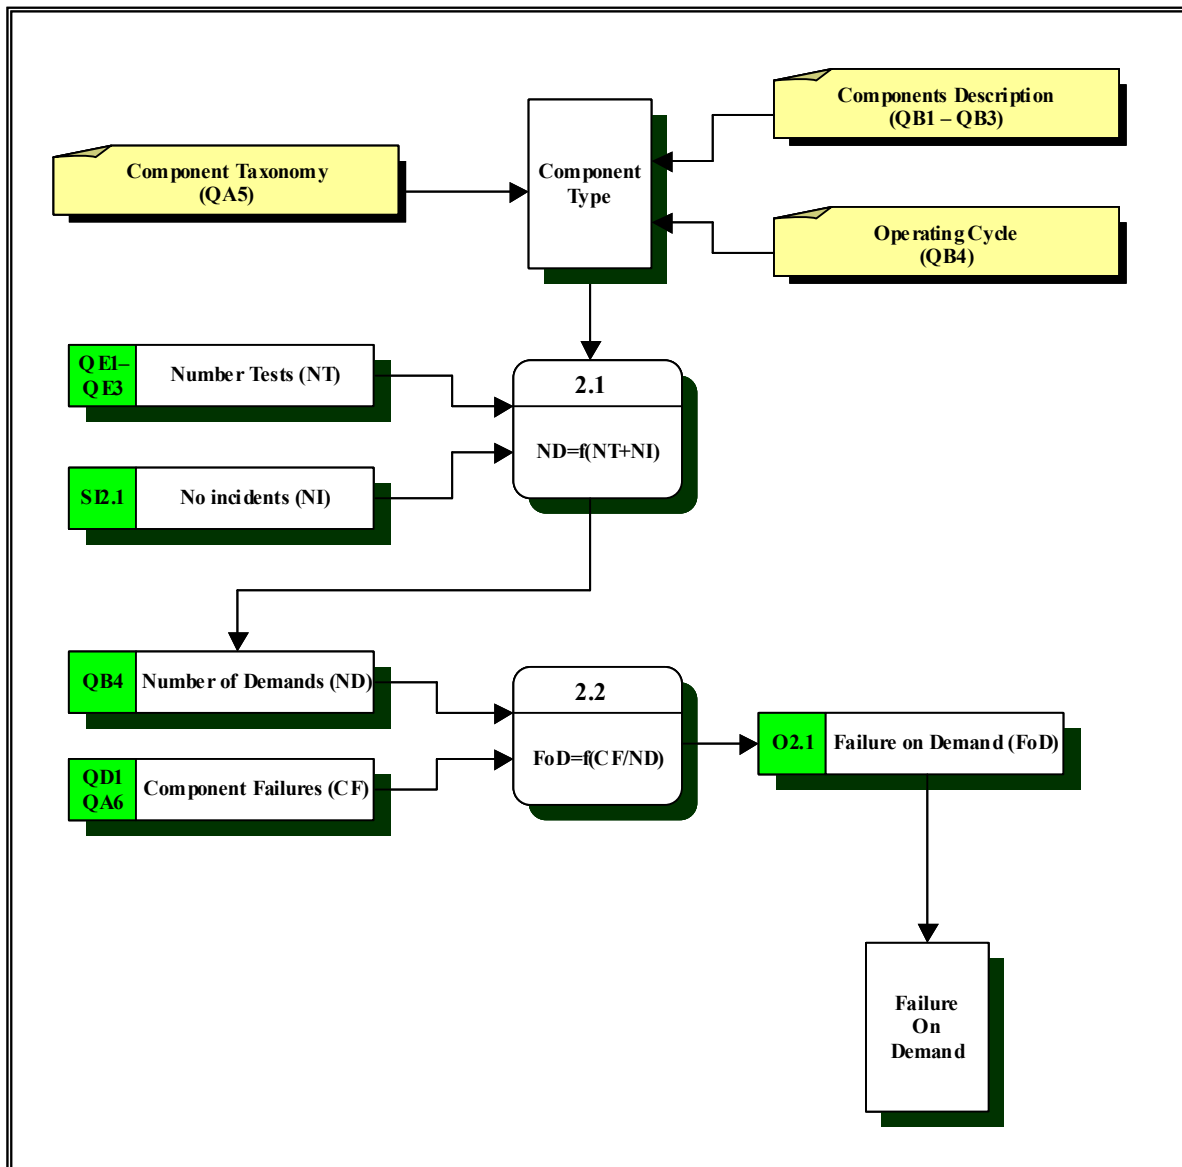 Components Description
(QB1 – QB3)
Component Taxonomy
(QA5)
Component
Type
Operating Cycle
(QB4)
QE1–
QE3
Number Tests (NT)
2.1
ND=f(NT+NI)
SI2.1
No incidents (NI)
QB4
Number of Demands (ND)
2.2
FoD=f(CF/ND)
O2.1
Failure on Demand (FoD)
QD1
QA6
Component Failures (CF)
Failure
On
Demand